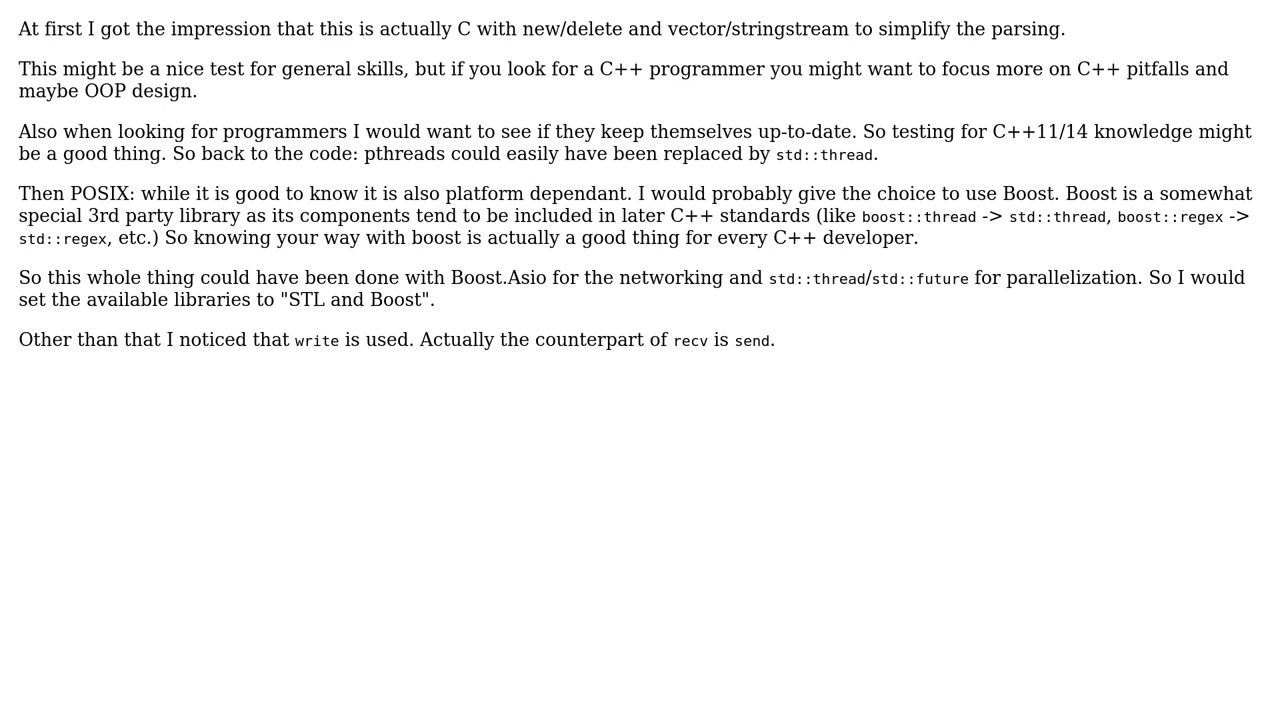 At first I got the impression that this is actually C with new/delete and vector/stringstream to simplify the parsing.
This might be a nice test for general skills, but if you look for a C++ programmer you might want to focus more on C++ pitfalls and
maybe OOP design.
Also when looking for programmers I would want to see if they keep themselves up-to-date. So testing for C++11/14 knowledge might
be a good thing. So back to the code: pthreads could easily have been replaced by std::thread.
Then POSIX: while it is good to know it is also platform dependant. I would probably give the choice to use Boost. Boost is a somewhat
special 3rd party library as its components tend to be included in later C++ standards (like boost::thread -> std::thread, boost::regex ->
std::regex, etc.) So knowing your way with boost is actually a good thing for every C++ developer.
So this whole thing could have been done with Boost.Asio for the networking and std::thread/std::future for parallelization. So I would
set the available libraries to "STL and Boost".
Other than that I noticed that write is used. Actually the counterpart of recv is send.